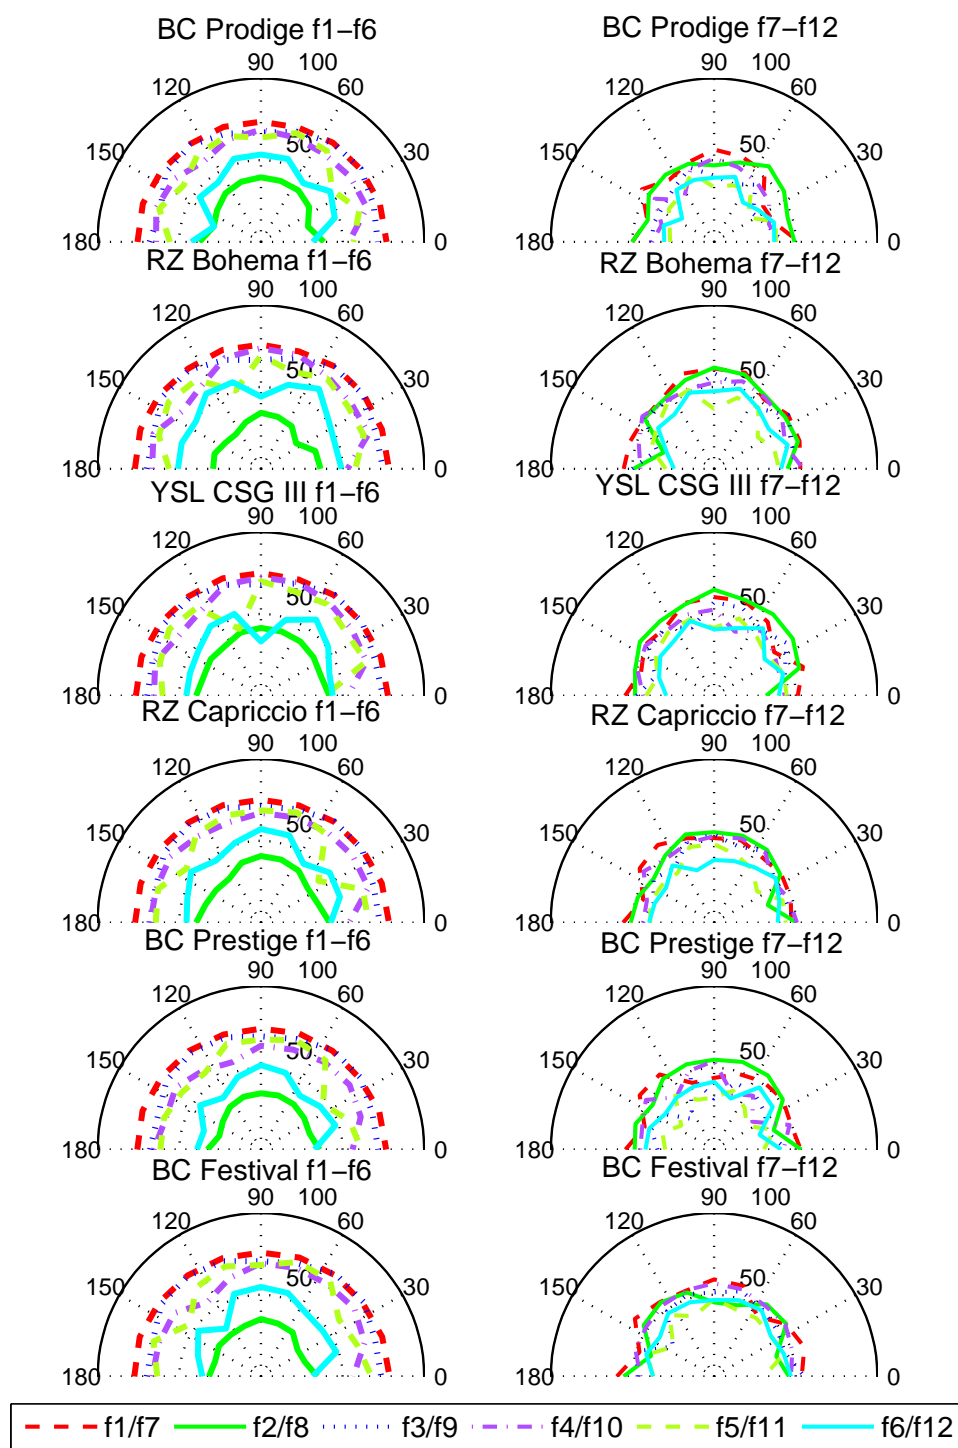 BC Prodige f1−f6
90 100
120 60
150 50 30
180 0
BC Prodige f7−f12
90 100
120 60
150 50 30
180 0
RZ Bohema f1−f6
90 100
120 60
150 50 30
180 0
RZ Bohema f7−f12
90 100
120 60
150 50 30
180 0
YSL CSG III f1−f6
90 100
120 60
150 50 30
180 0
YSL CSG III f7−f12
90 100
120 60
150 50 30
180 0
RZ Capriccio f1−f6
90 100
120 60
150 50 30
180 0
RZ Capriccio f7−f12
90 100
120 60
150 50 30
180 0
BC Prestige f1−f6
90 100
120 60
150 50 30
180 0
BC Prestige f7−f12
90 100
120 60
150 50 30
180 0
BC Festival f1−f6
90 100
120 60
150 50 30
180 0
BC Festival f7−f12
90 100
120 60
150 50 30
180 0
f1/f7 f2/f8 f3/f9 f4/f10 f5/f11 f6/f12